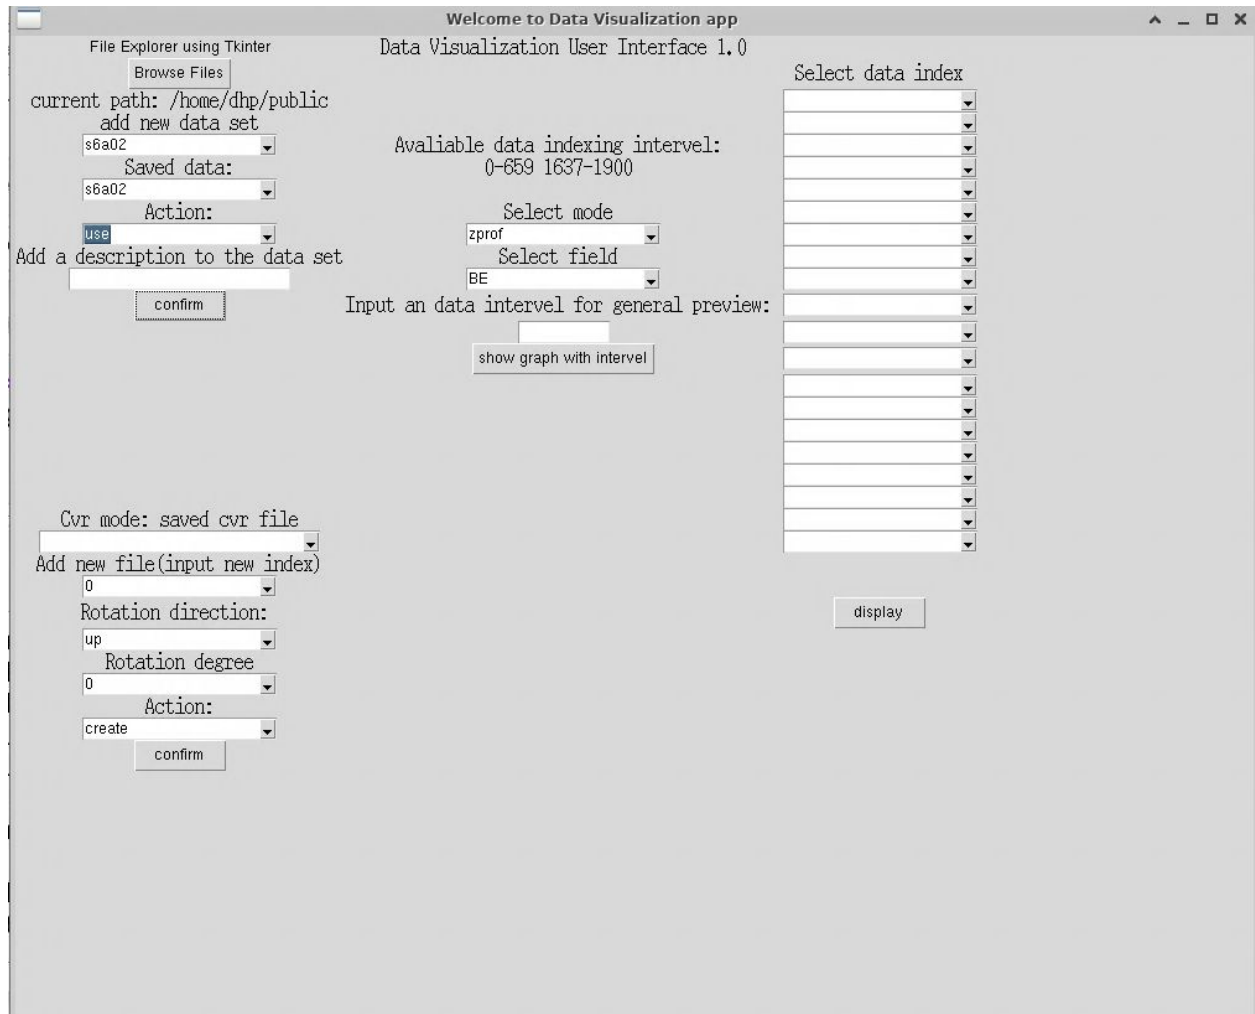 Welcome to Data Visualization app
File Explorer using Tkinter
Browse Files
current path: /home/dhp/public
add new data set
s6a02
Saved data:
s6a02
Action:
use
Add a description to the data set
confirm
Cvr mode: saved cvr file
Add new file(input new index)
0
Rotation direction:
up
Rotation degree
0
Action:
create
confirm
Data Visualization User Interface 1.0
Avaliable data indexing intervel:
0-659 1637-1900
Select mode
zprof
Select field
BE
Input an data intervel for general preview:
show graph with intervel
Select data index
display